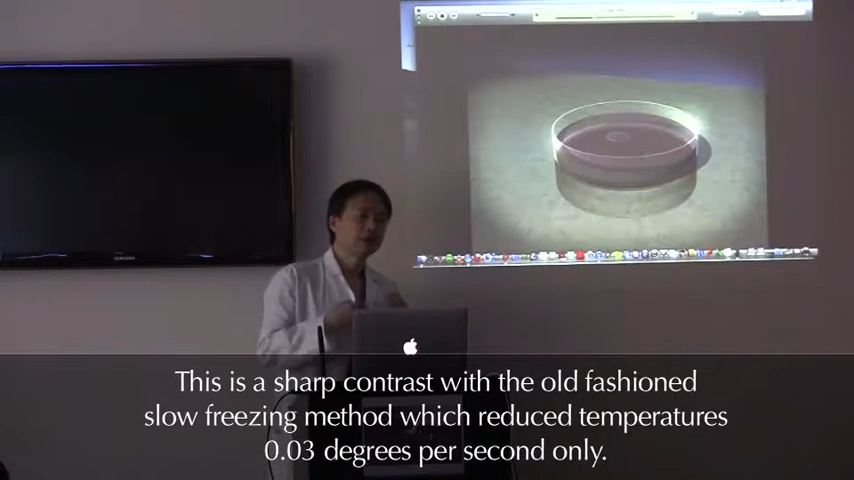 SAMSUNG
This is a sharp contrast with the old fashioned
slow freezing method which reduced temperatures
0.03 degrees per second only.